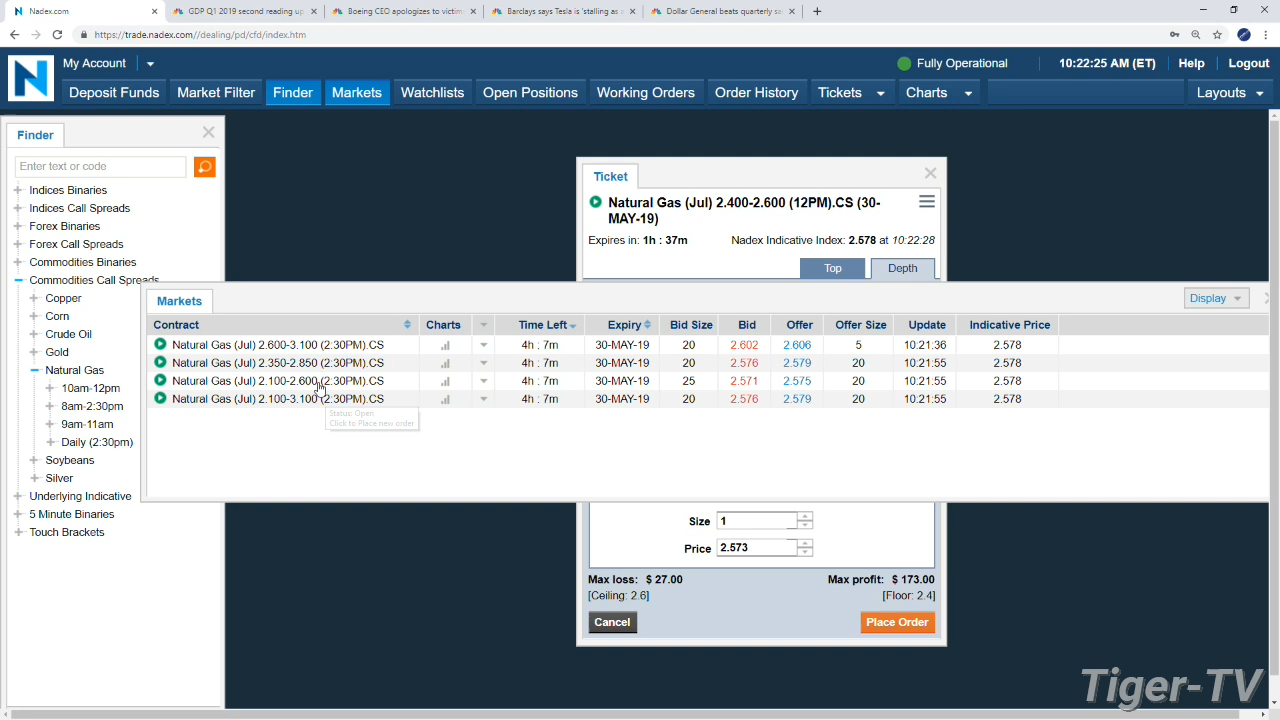 Nadex.com
GDP Q1 2019 second reading up
Boeing CEO apologizes to victim
Barclays says Tesla is 'stalling as
Dollar General beats quarterly sa
https://trade.nadex.com//dealing/pd/cfd/index.htm
N
My Account
Fully Operational
10:22:25 AM (ET)
Help
Logout
Deposit Funds
Market Filter
Finder
Markets
Watchlists
Open Positions
Working Orders
Order History
Tickets
Charts
Layouts
Finder
Enter text or code
Indices Binaries
Indices Call Spreads
Forex Binaries
Forex Call Spreads
Commodities Binaries
Commodities Call Spreads
Copper
Corn
Crude Oil
Gold
Natural Gas
10am-12pm
8am-2:30pm
9am-11am
Daily (2:30pm)
Soybeans
Silver
Underlying Indicative
5 Minute Binaries
Touch Brackets
Ticket
Natural Gas (Jul) 2.400-2.600 (12PM).CS (30-
MAY-19)
Expires in: 1h : 37m
Nadex Indicative Index: 2.578 at 10:22:28
Top
Depth
Markets
Display
Contract Charts Time Left Expiry Bid Size Bid Offer Offer Size Update Indicative Price
Natural Gas (Jul) 2.600-3.100 (2:30PM).CS 4h : 7m 30-MAY-19 20 2.602 2.606 5 10:21:36 2.578
Natural Gas (Jul) 2.350-2.850 (2:30PM).CS 4h : 7m 30-MAY-19 20 2.576 2.579 20 10:21:55 2.578
Natural Gas (Jul) 2.100-2.600 (2:30PM).CS 4h : 7m 30-MAY-19 25 2.571 2.575 20 10:21:55 2.578
Natural Gas (Jul) 2.100-3.100 (2:30PM).CS 4h : 7m 30-MAY-19 20 2.576 2.579 20 10:21:55 2.578
Status: Open
Click to Place new order
Size 1
Price 2.573
Max loss: $ 27.00
Max profit: $ 173.00
[Ceiling: 2.6]
[Floor: 2.4]
Cancel
Place Order
Tiger-TV